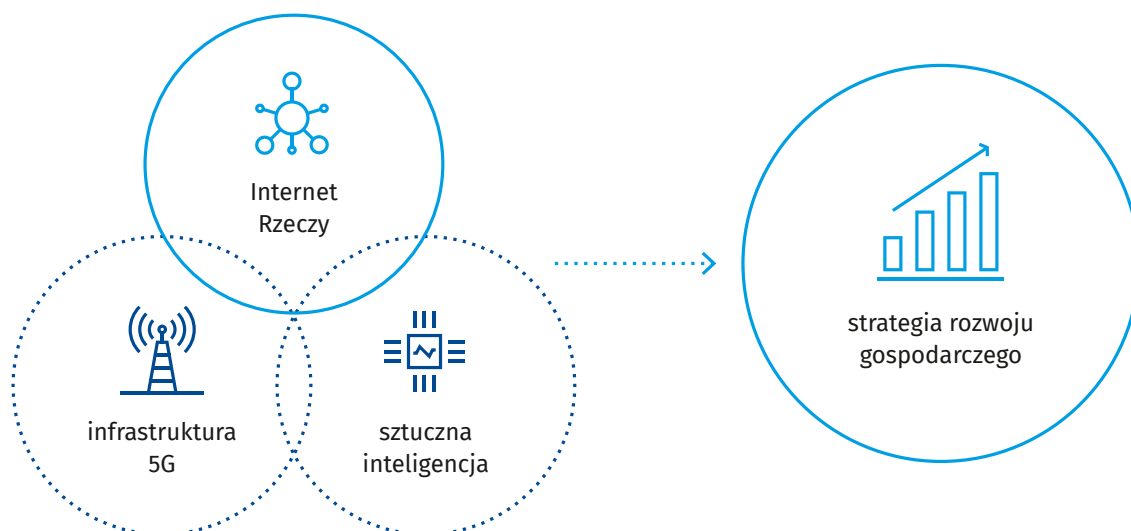 Internet
Rzeczy
infrastruktura
5G
sztuczna
inteligencja
strategia rozwoju
gospodarczego